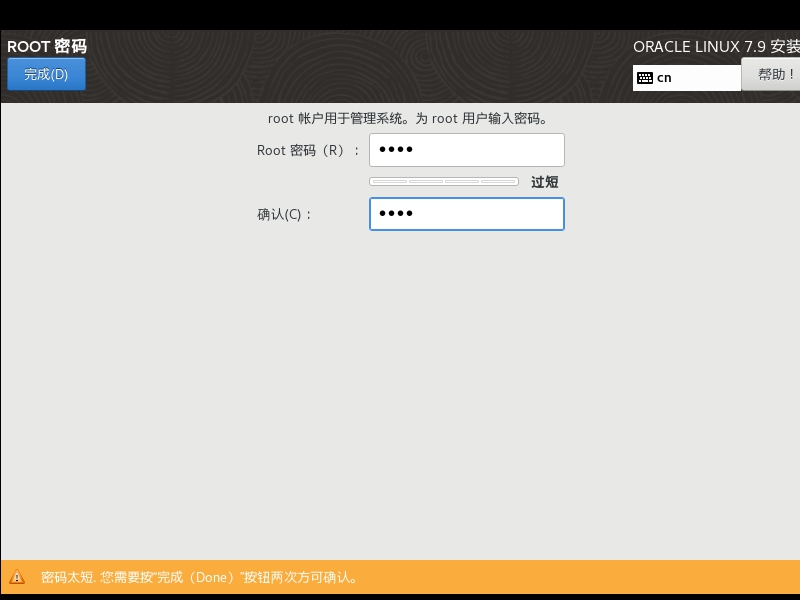 ROOT 密码
ORACLE LINUX 7.9 安装
完成(D)
cn
帮助！
root 帐户用于管理系统。为 root 用户输入密码。
Root 密码（R）：
••••
过短
确认(C)：
••••
密码太短. 您需要按“完成（Done）”按钮两次方可确认。